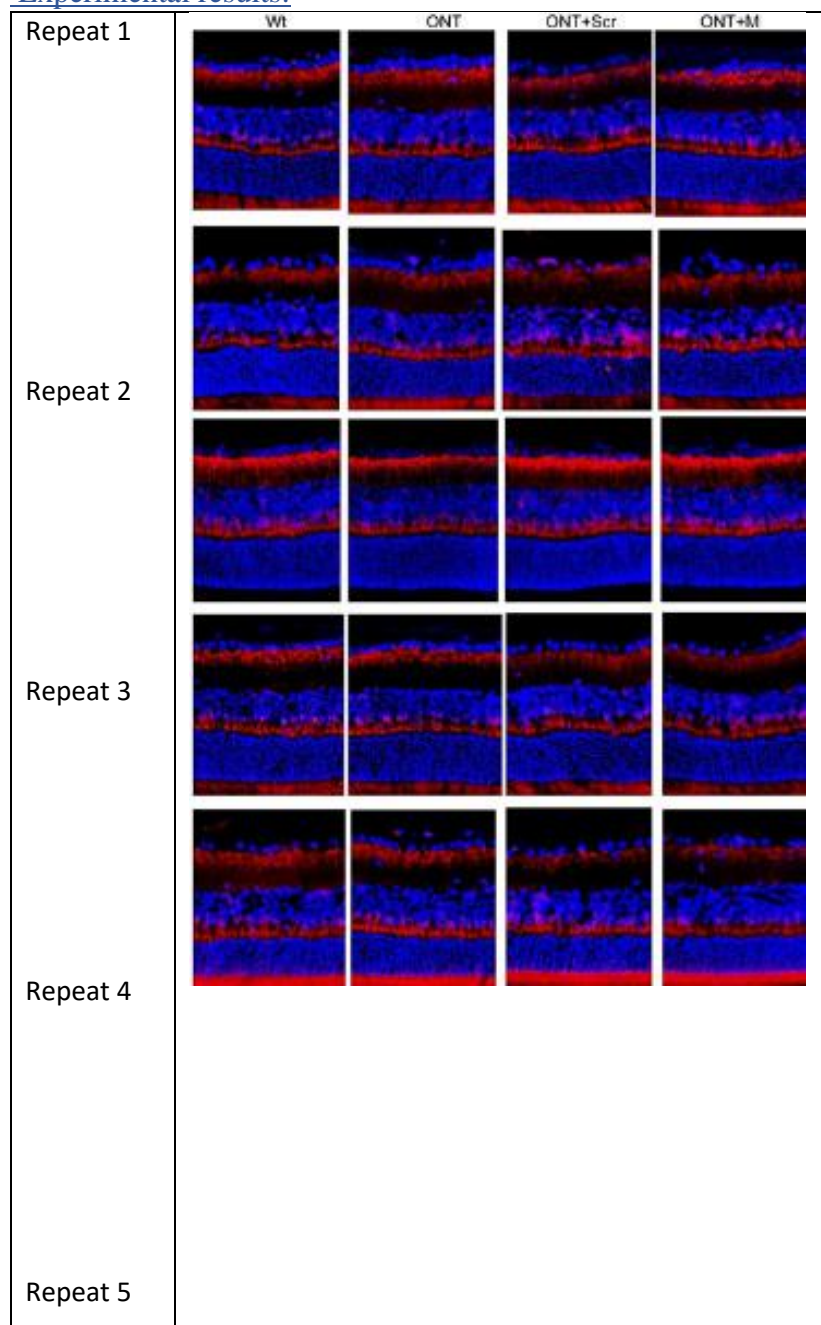 Experimental results:
Repeat 1
Wt ONT ONT+Scr ONT+M
Repeat 2
Repeat 3
Repeat 4
Repeat 5